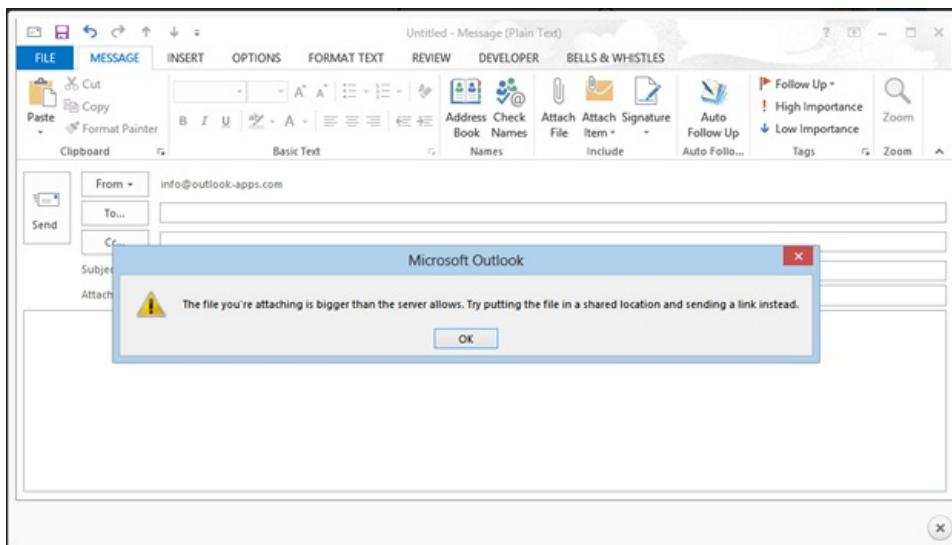 Untitled - Message (Plain Text)
FILE MESSAGE INSERT OPTIONS FORMAT TEXT REVIEW DEVELOPER BELLS & WHISTLES
Paste
Cut
Copy
Format Painter
Clipboard
B I U
Basic Text
Address Book
Check Names
Names
Attach File
Attach Item
Signature
Include
Auto Follow Up
Auto Follo...
Follow Up
High Importance
Low Importance
Tags
Zoom
Zoom
Send
From
info@outlook-apps.com
To...
Cc...
Subje
Attach
Microsoft Outlook
The file you're attaching is bigger than the server allows. Try putting the file in a shared location and sending a link instead.
OK